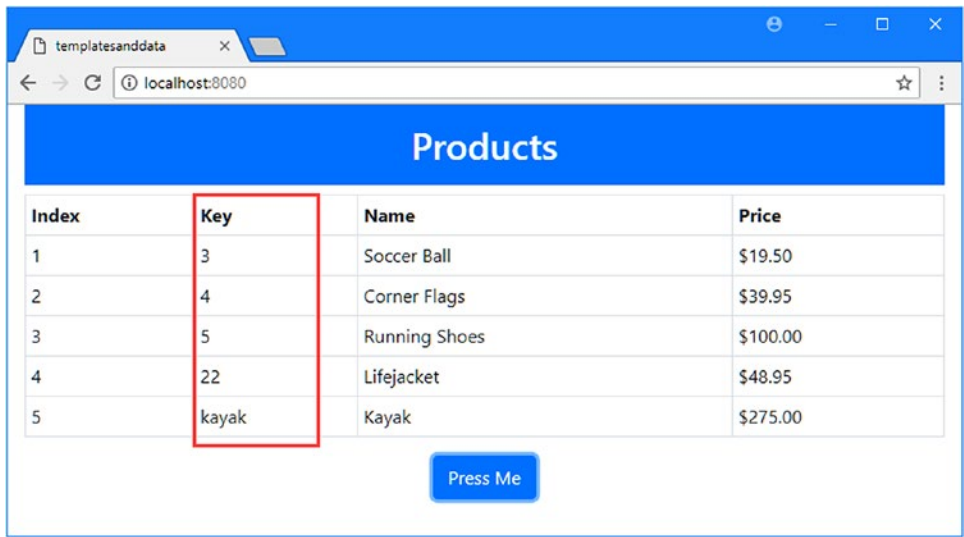 templatesanddata
localhost:8080
Products
Index Key Name Price
1 3 Soccer Ball $19.50
2 4 Corner Flags $39.95
3 5 Running Shoes $100.00
4 22 Lifejacket $48.95
5 kayak Kayak $275.00
Press Me